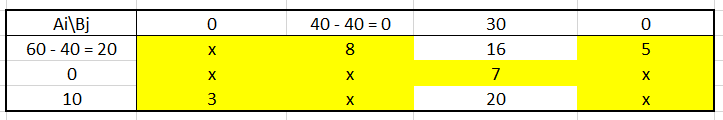 Ai\Bj 0 40 - 40 = 0 30 0
60 - 40 = 20 x 8 16 5
0 x x 7 x
10 3 x 20 x